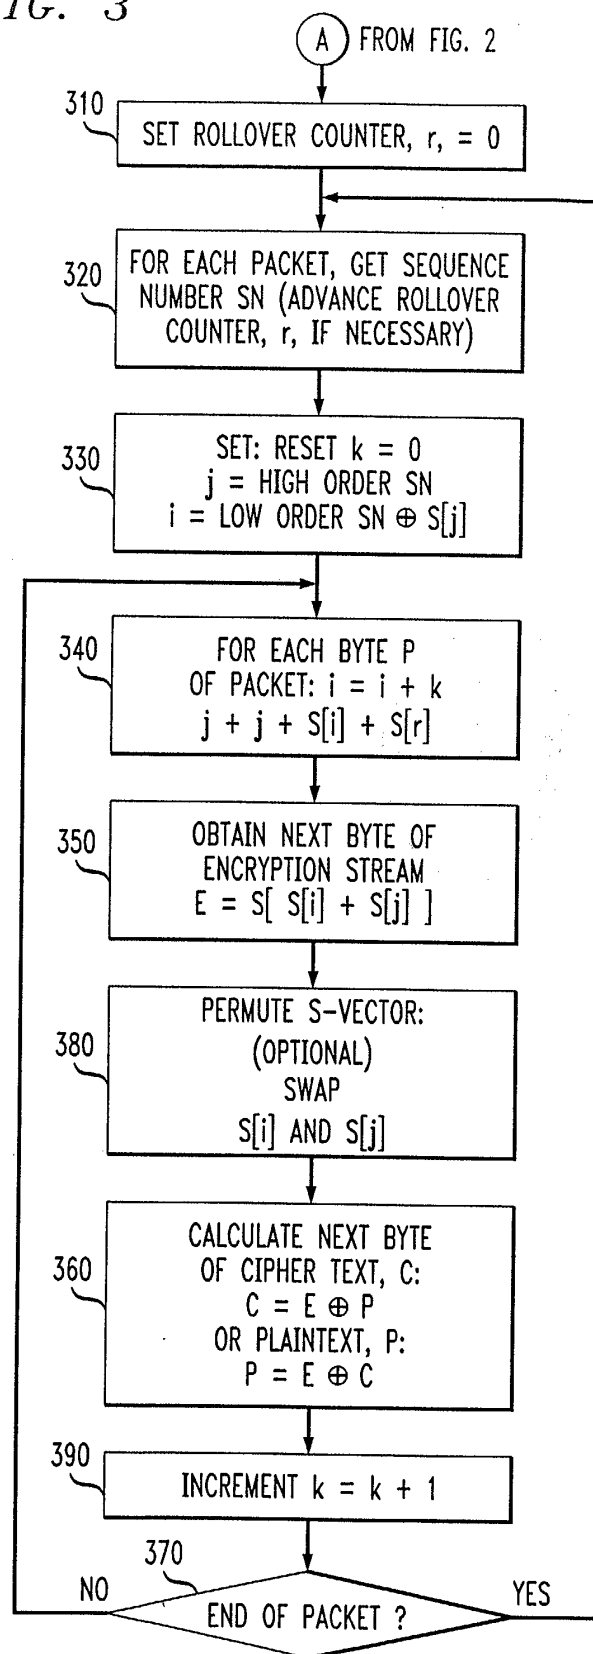 IG. 3
A FROM FIG. 2
310
SET ROLLOVER COUNTER, r, = 0
320
FOR EACH PACKET, GET SEQUENCE
NUMBER SN (ADVANCE ROLLOVER
COUNTER, r, IF NECESSARY)
330
SET: RESET k = 0
j = HIGH ORDER SN
i = LOW ORDER SN ⊕ S[j]
340
FOR EACH BYTE P
OF PACKET: i = i + k
j + j + S[i] + S[r]
350
OBTAIN NEXT BYTE OF
ENCRYPTION STREAM
E = S[ S[i] + S[j] ]
380
PERMUTE S-VECTOR:
(OPTIONAL)
SWAP
S[i] AND S[j]
360
CALCULATE NEXT BYTE
OF CIPHER TEXT, C:
C = E ⊕ P
OR PLAINTEXT, P:
P = E ⊕ C
390
INCREMENT k = k + 1
370
NO
END OF PACKET ?
YES